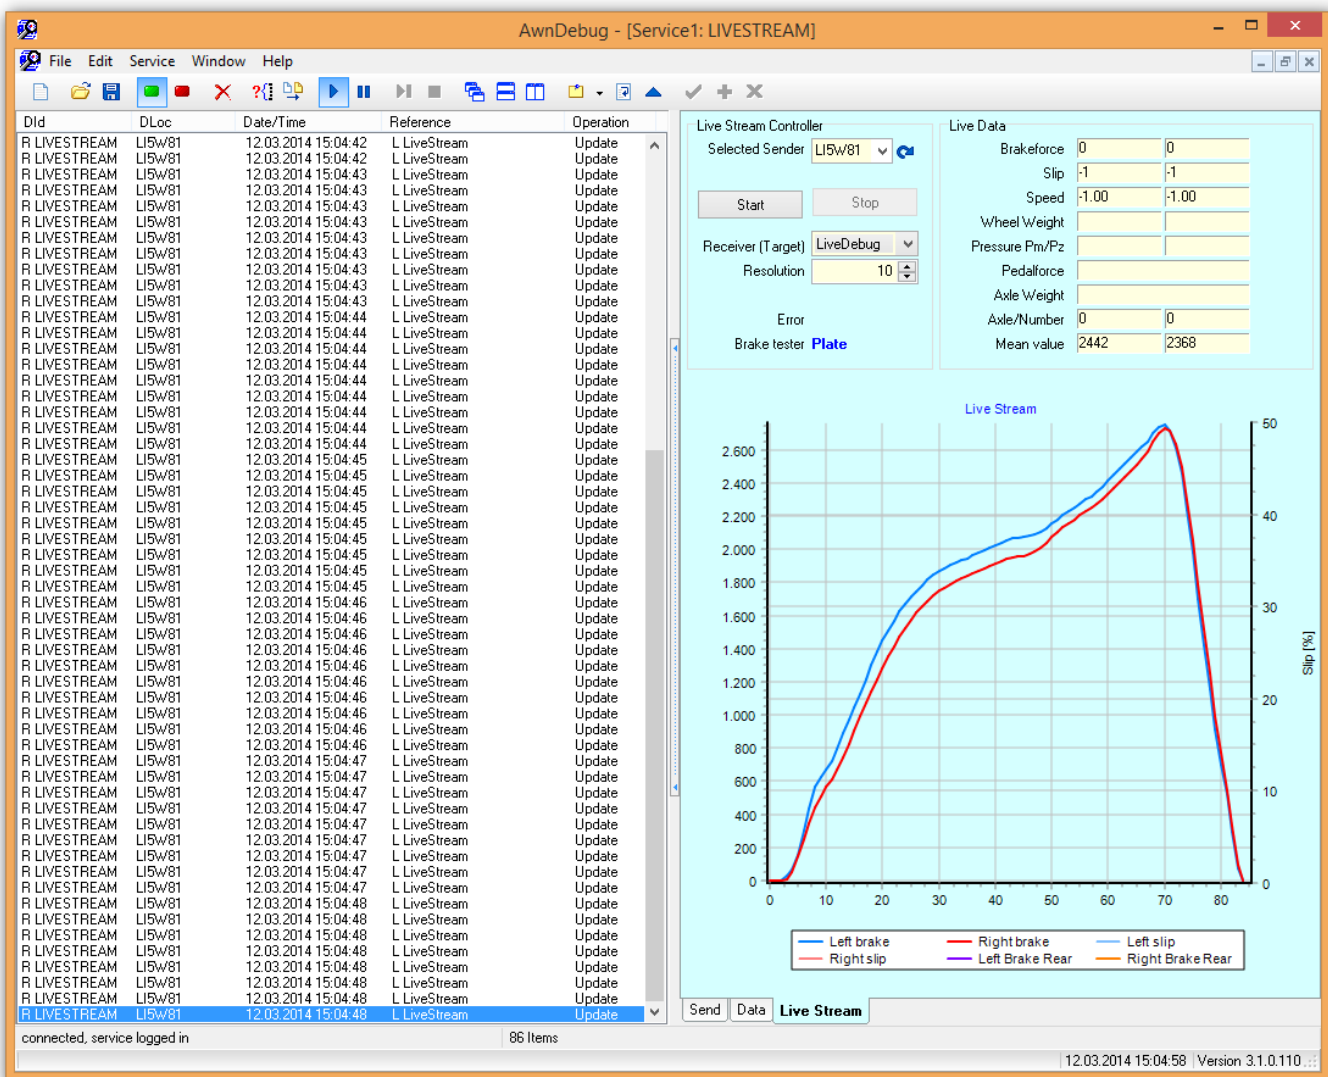 AwnDebug - [Service1: LIVESTREAM]
File Edit Service Window Help
DId DLoc Date/Time Reference Operation
R LIVESTREAM LI5W81 12.03.2014 15:04:42 L LiveStream Update
R LIVESTREAM LI5W81 12.03.2014 15:04:42 L LiveStream Update
R LIVESTREAM LI5W81 12.03.2014 15:04:43 L LiveStream Update
R LIVESTREAM LI5W81 12.03.2014 15:04:43 L LiveStream Update
R LIVESTREAM LI5W81 12.03.2014 15:04:43 L LiveStream Update
R LIVESTREAM LI5W81 12.03.2014 15:04:43 L LiveStream Update
R LIVESTREAM LI5W81 12.03.2014 15:04:43 L LiveStream Update
R LIVESTREAM LI5W81 12.03.2014 15:04:43 L LiveStream Update
R LIVESTREAM LI5W81 12.03.2014 15:04:43 L LiveStream Update
R LIVESTREAM LI5W81 12.03.2014 15:04:43 L LiveStream Update
R LIVESTREAM LI5W81 12.03.2014 15:04:43 L LiveStream Update
R LIVESTREAM LI5W81 12.03.2014 15:04:44 L LiveStream Update
R LIVESTREAM LI5W81 12.03.2014 15:04:44 L LiveStream Update
R LIVESTREAM LI5W81 12.03.2014 15:04:44 L LiveStream Update
R LIVESTREAM LI5W81 12.03.2014 15:04:44 L LiveStream Update
R LIVESTREAM LI5W81 12.03.2014 15:04:44 L LiveStream Update
R LIVESTREAM LI5W81 12.03.2014 15:04:44 L LiveStream Update
R LIVESTREAM LI5W81 12.03.2014 15:04:44 L LiveStream Update
R LIVESTREAM LI5W81 12.03.2014 15:04:44 L LiveStream Update
R LIVESTREAM LI5W81 12.03.2014 15:04:44 L LiveStream Update
R LIVESTREAM LI5W81 12.03.2014 15:04:45 L LiveStream Update
R LIVESTREAM LI5W81 12.03.2014 15:04:45 L LiveStream Update
R LIVESTREAM LI5W81 12.03.2014 15:04:45 L LiveStream Update
R LIVESTREAM LI5W81 12.03.2014 15:04:45 L LiveStream Update
R LIVESTREAM LI5W81 12.03.2014 15:04:45 L LiveStream Update
R LIVESTREAM LI5W81 12.03.2014 15:04:45 L LiveStream Update
R LIVESTREAM LI5W81 12.03.2014 15:04:45 L LiveStream Update
R LIVESTREAM LI5W81 12.03.2014 15:04:45 L LiveStream Update
R LIVESTREAM LI5W81 12.03.2014 15:04:45 L LiveStream Update
R LIVESTREAM LI5W81 12.03.2014 15:04:46 L LiveStream Update
R LIVESTREAM LI5W81 12.03.2014 15:04:46 L LiveStream Update
R LIVESTREAM LI5W81 12.03.2014 15:04:46 L LiveStream Update
R LIVESTREAM LI5W81 12.03.2014 15:04:46 L LiveStream Update
R LIVESTREAM LI5W81 12.03.2014 15:04:46 L LiveStream Update
R LIVESTREAM LI5W81 12.03.2014 15:04:46 L LiveStream Update
R LIVESTREAM LI5W81 12.03.2014 15:04:46 L LiveStream Update
R LIVESTREAM LI5W81 12.03.2014 15:04:46 L LiveStream Update
R LIVESTREAM LI5W81 12.03.2014 15:04:46 L LiveStream Update
R LIVESTREAM LI5W81 12.03.2014 15:04:46 L LiveStream Update
R LIVESTREAM LI5W81 12.03.2014 15:04:47 L LiveStream Update
R LIVESTREAM LI5W81 12.03.2014 15:04:47 L LiveStream Update
R LIVESTREAM LI5W81 12.03.2014 15:04:47 L LiveStream Update
R LIVESTREAM LI5W81 12.03.2014 15:04:47 L LiveStream Update
R LIVESTREAM LI5W81 12.03.2014 15:04:47 L LiveStream Update
R LIVESTREAM LI5W81 12.03.2014 15:04:47 L LiveStream Update
R LIVESTREAM LI5W81 12.03.2014 15:04:47 L LiveStream Update
R LIVESTREAM LI5W81 12.03.2014 15:04:47 L LiveStream Update
R LIVESTREAM LI5W81 12.03.2014 15:04:47 L LiveStream Update
R LIVESTREAM LI5W81 12.03.2014 15:04:48 L LiveStream Update
R LIVESTREAM LI5W81 12.03.2014 15:04:48 L LiveStream Update
R LIVESTREAM LI5W81 12.03.2014 15:04:48 L LiveStream Update
R LIVESTREAM LI5W81 12.03.2014 15:04:48 L LiveStream Update
R LIVESTREAM LI5W81 12.03.2014 15:04:48 L LiveStream Update
R LIVESTREAM LI5W81 12.03.2014 15:04:48 L LiveStream Update
R LIVESTREAM LI5W81 12.03.2014 15:04:48 L LiveStream Update
R LIVESTREAM LI5W81 12.03.2014 15:04:48 L LiveStream Update
Live Stream Controller
Selected Sender LI5W81
Start Stop
Receiver (Target) LiveDebug
Resolution 10
Error
Brake tester Plate
Live Data
Brakeforce 0 0
Slip -1 -1
Speed -1.00 -1.00
Wheel Weight
Pressure Pm/Pz
Pedalforce
Axle Weight
Axle/Number 0 0
Mean value 2442 2368
Live Stream
2.600
2.400
2.200
2.000
1.800
1.600
1.400
1.200
1.000
800
600
400
200
0
50
40
30
20
10
0
Slip [%]
0 10 20 30 40 50 60 70 80
Left brake Right brake Left slip
Right slip Left Brake Rear Right Brake Rear
Send Data Live Stream
connected, service logged in 86 Items
12.03.2014 15:04:58 Version 3.1.0.110